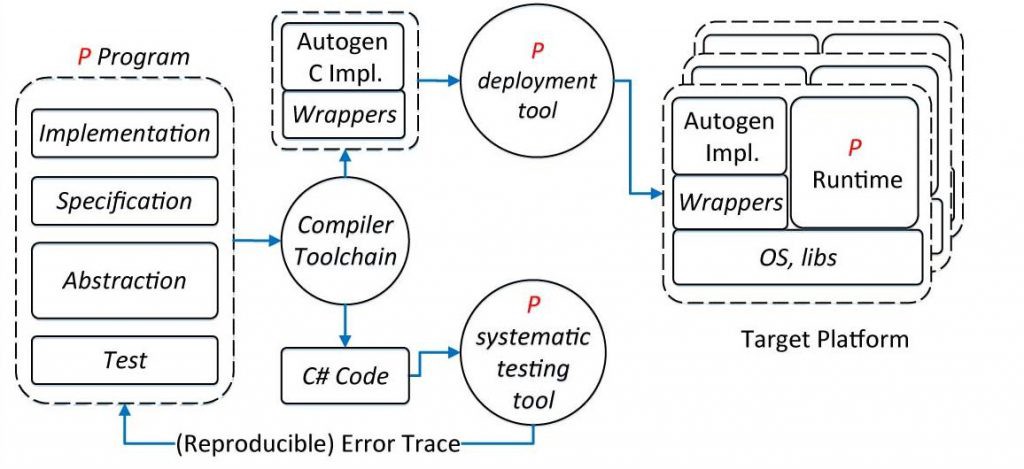 P Program
Implementation
Specification
Abstraction
Test
Autogen
C Impl.
Wrappers
Compiler
Toolchain
C# Code
P
deployment
tool
P
systematic
testing
tool
(Reproducible) Error Trace
Autogen
Impl.
Wrappers
P
Runtime
OS, libs
Target Platform